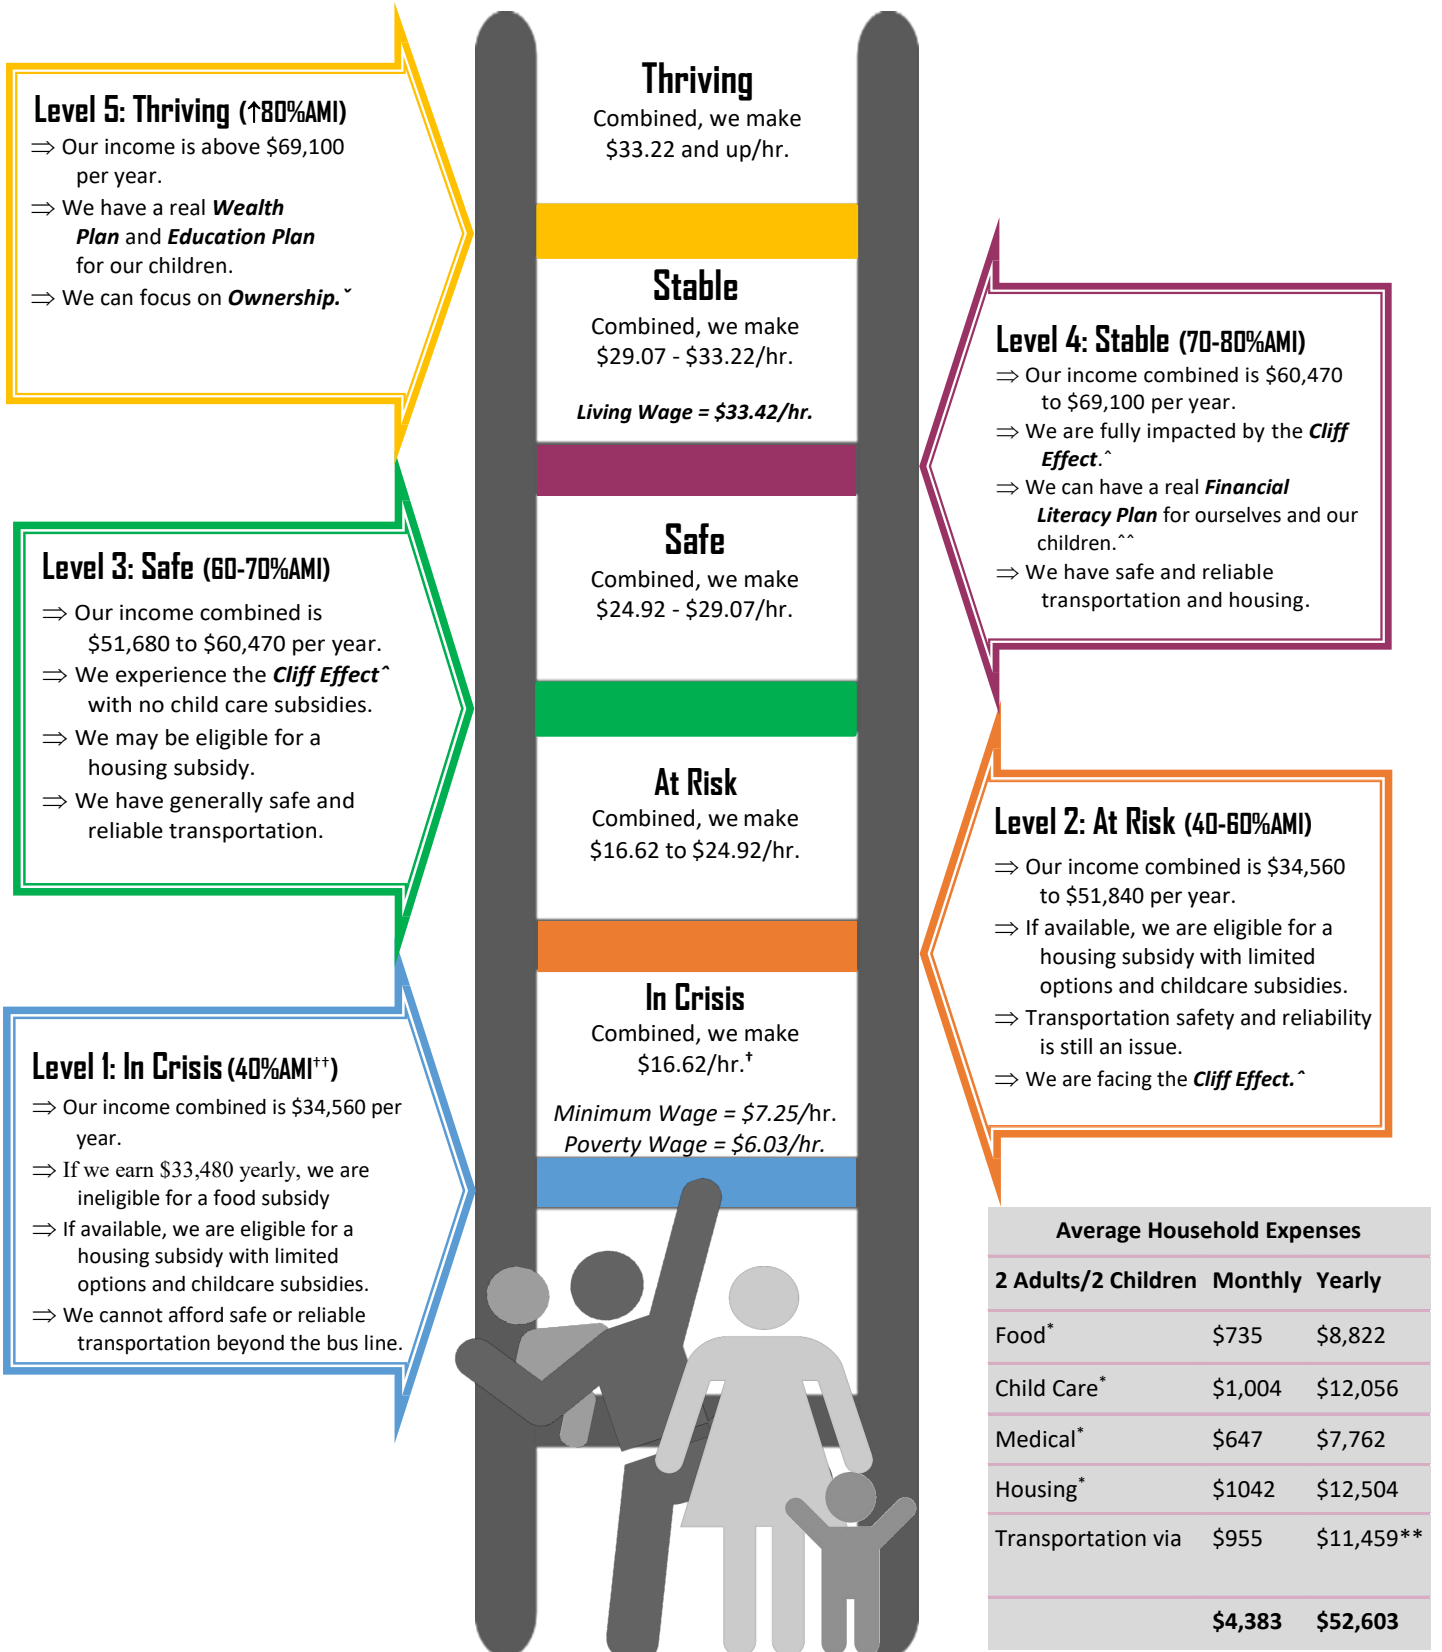 Level 5: Thriving (↑80%AMI)
⇒ Our income is above $69,100
per year.
⇒ We have a real Wealth
Plan and Education Plan
for our children.
⇒ We can focus on Ownership.ˇ
Thriving
Combined, we make
$33.22 and up/hr.
Stable
Combined, we make
$29.07 - $33.22/hr.
Living Wage = $33.42/hr.
Level 4: Stable (70-80%AMI)
⇒ Our income combined is $60,470
to $69,100 per year.
⇒ We are fully impacted by the Cliff
Effect.ˆ
⇒ We can have a real Financial
Literacy Plan for ourselves and our
children.ˆˆ
⇒ We have safe and reliable
transportation and housing.
Level 3: Safe (60-70%AMI)
⇒ Our income combined is
$51,680 to $60,470 per year.
⇒ We experience the Cliff Effectˆ
with no child care subsidies.
⇒ We may be eligible for a
housing subsidy.
⇒ We have generally safe and
reliable transportation.
Safe
Combined, we make
$24.92 - $29.07/hr.
At Risk
Combined, we make
$16.62 to $24.92/hr.
Level 2: At Risk (40-60%AMI)
⇒ Our income combined is $34,560
to $51,840 per year.
⇒ If available, we are eligible for a
housing subsidy with limited
options and childcare subsidies.
⇒ Transportation safety and reliability
is still an issue.
⇒ We are facing the Cliff Effect.ˆ
Level 1: In Crisis (40%AMI††)
⇒ Our income combined is $34,560 per
year.
⇒ If we earn $33,480 yearly, we are
ineligible for a food subsidy
⇒ If available, we are eligible for a
housing subsidy with limited
options and childcare subsidies.
⇒ We cannot afford safe or reliable
transportation beyond the bus line.
In Crisis
Combined, we make
$16.62/hr.†
Minimum Wage = $7.25/hr.
Poverty Wage = $6.03/hr.
Average Household Expenses
2 Adults/2 Children Monthly Yearly
Food* $735 $8,822
Child Care* $1,004 $12,056
Medical* $647 $7,762
Housing* $1042 $12,504
Transportation via $955 $11,459**
$4,383 $52,603